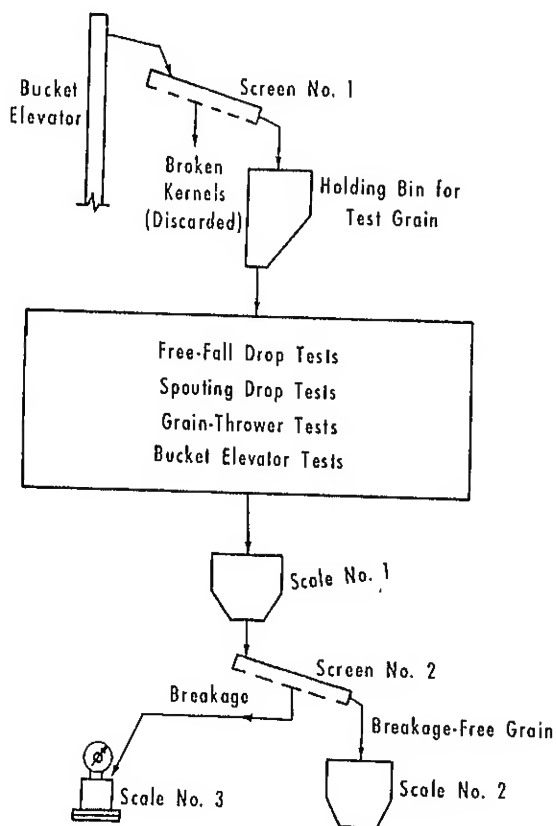 Bucket
Elevator
Screen No. 1
Broken
Kernels
(Discarded)
Holding Bin for
Test Grain
Free-Fall Drop Tests
Spouting Drop Tests
Grain-Thrower Tests
Bucket Elevator Tests
Scale No. 1
Screen No. 2
Breakage
Breakage-Free Grain
Scale No. 3
Scale No. 2